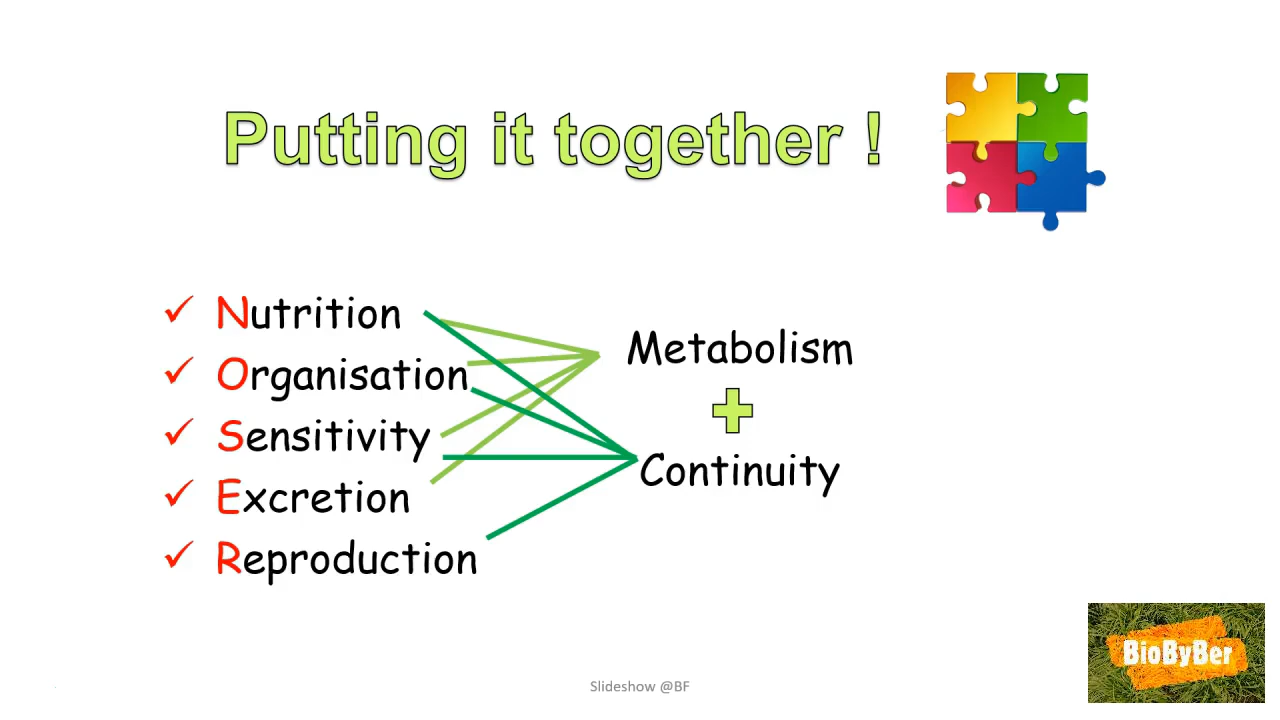 Putting it together !
✓ Nutrition
✓ Organisation
✓ Sensitivity
✓ Excretion
✓ Reproduction
Metabolism
Continuity
BioByBer
Slideshow @BF